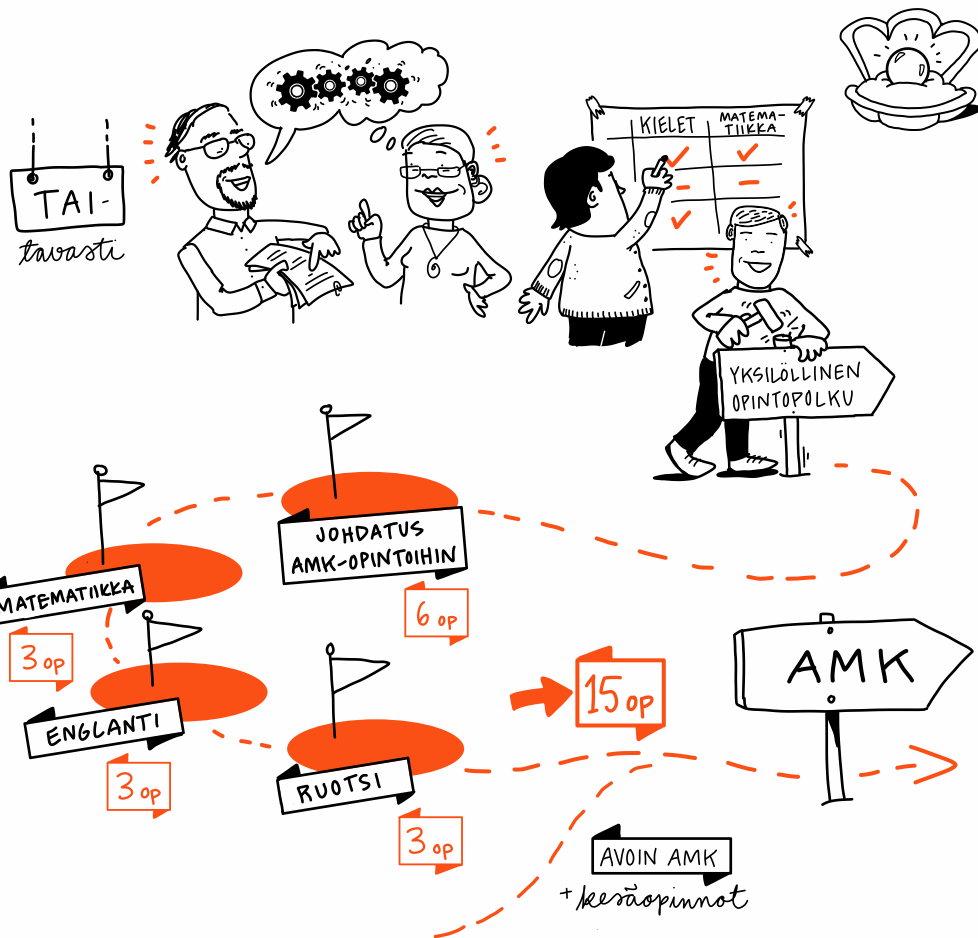 TAI-
tavasti
KIELET
MATEMA-
TIIKKA
YKSILÖLLINEN
OPINTOPOLKU
JOHDATUS
AMK-OPINTOIHIN
6 op
MATEMATIIKKA
3 op
ENGLANTI
3 op
RUOTSI
3 op
15 op
AMK
AVOIN AMK
+ kesäopinnot